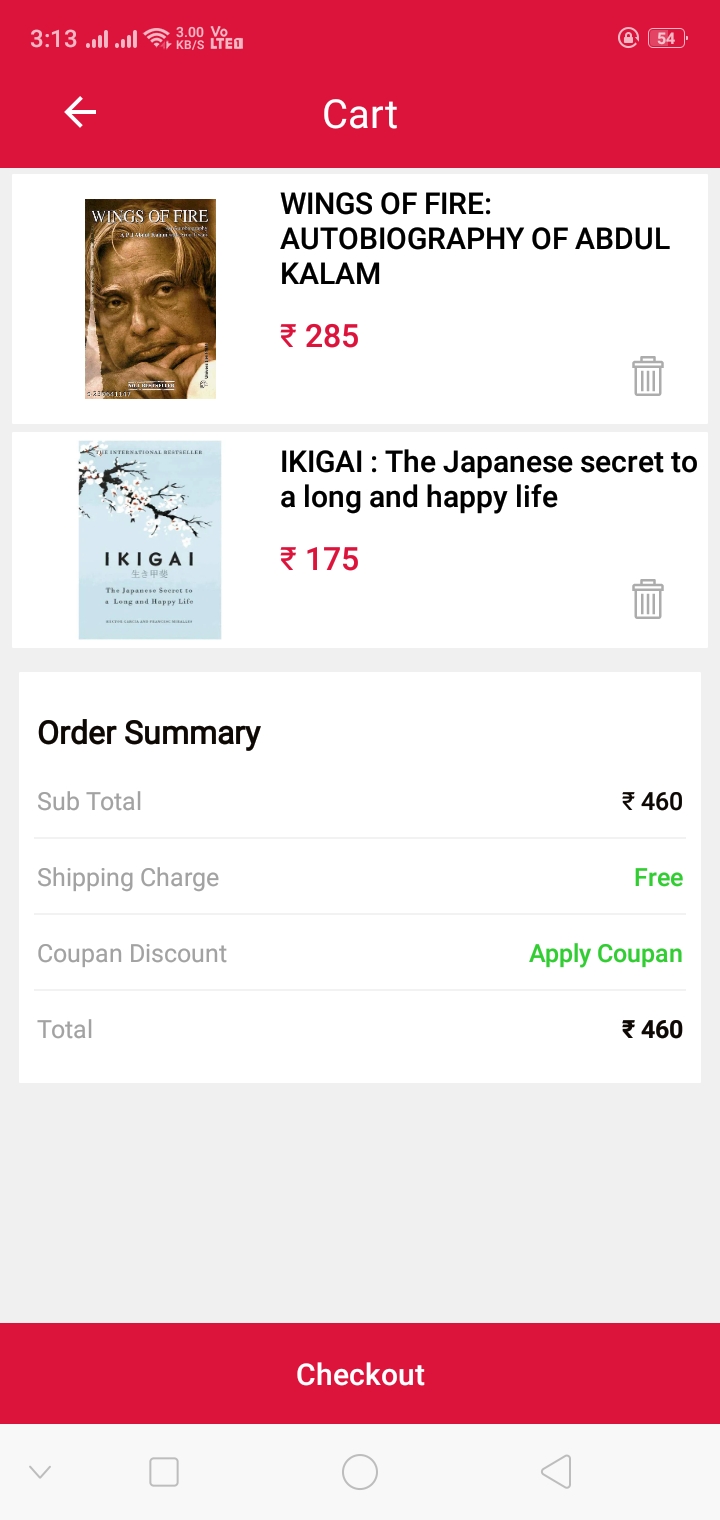 3:13
3.00
KB/S
Vo
LTE
54
Cart
WINGS OF FIRE
WINGS OF FIRE:
AUTOBIOGRAPHY OF ABDUL
KALAM
₹ 285
THE INTERNATIONAL BESTSELLER
IKIGAI
生き甲斐
The Japanese Secret to
a Long and Happy Life
IKIGAI : The Japanese secret to
a long and happy life
₹ 175
Order Summary
Sub Total ₹ 460
Shipping Charge Free
Coupan Discount Apply Coupan
Total ₹ 460
Checkout